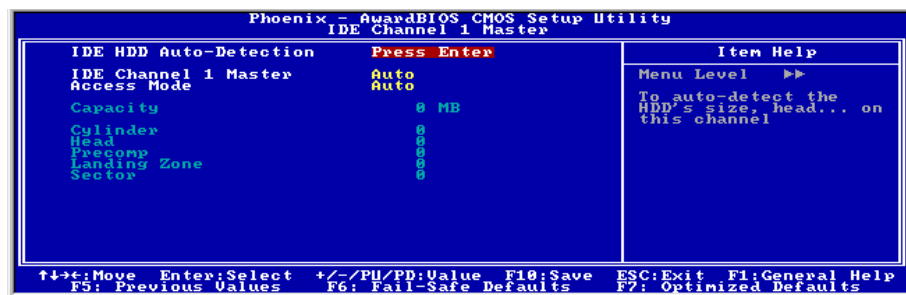 Phoenix - AwardBIOS CMOS Setup Utility
IDE Channel 1 Master
IDE HDD Auto-Detection Press Enter
IDE Channel 1 Master Auto
Access Mode Auto
Capacity 0 MB
Cylinder 0
Head 0
Precomp 0
Landing Zone 0
Sector 0
Item Help
Menu Level ▶▶
To auto-detect the
HDD's size, head... on
this channel
↑↓→←:Move Enter:Select +/-/PU/PD:Value F10:Save ESC:Exit F1:General Help
F5: Previous Values F6: Fail-Safe Defaults F7: Optimized Defaults